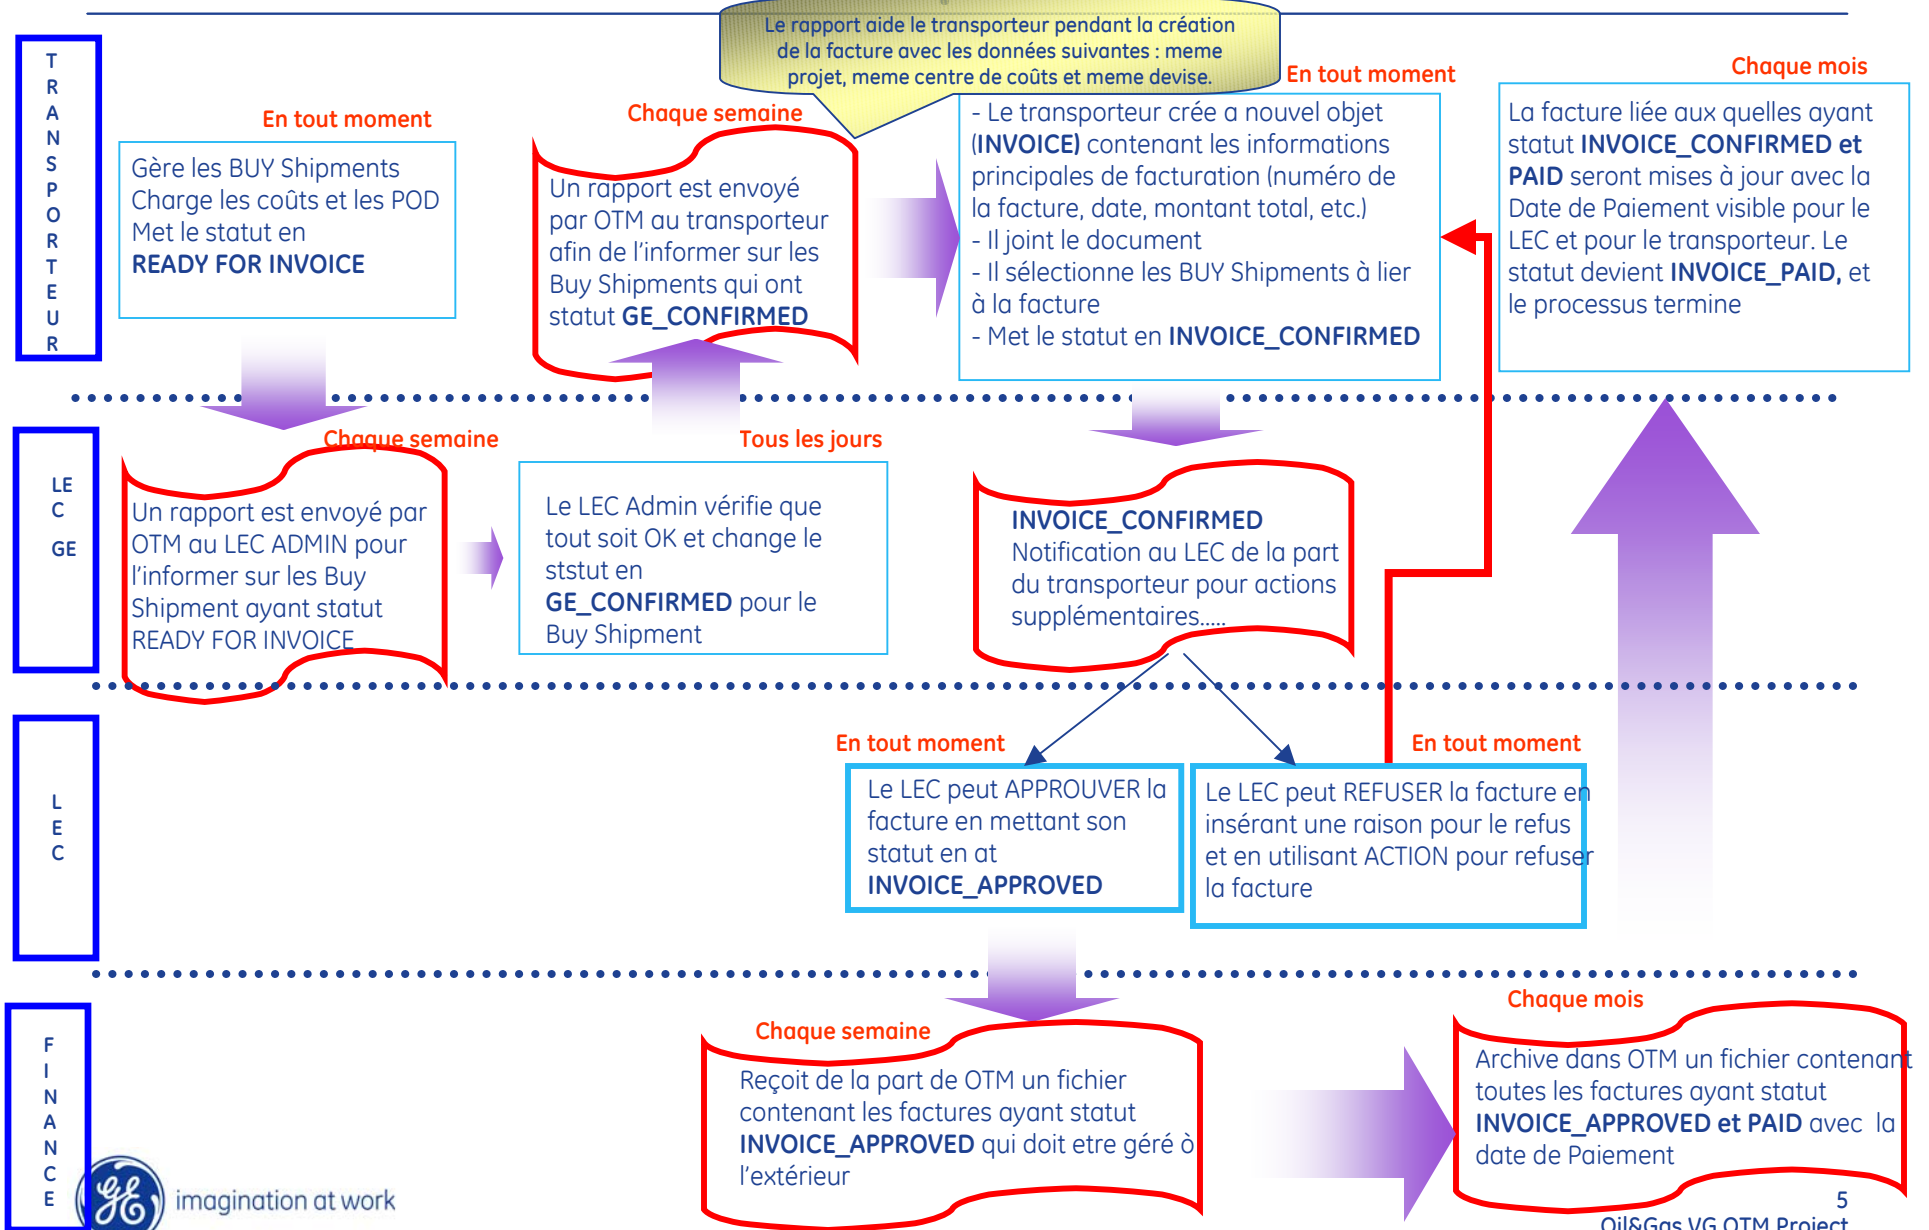 Le rapport aide le transporteur pendant la création
de la facture avec les données suivantes : meme
projet, meme centre de coûts et meme devise.
T
R
A
N
S
P
O
R
T
E
U
R
En tout moment
Gère les BUY Shipments
Charge les coûts et les POD
Met le statut en
READY FOR INVOICE
Chaque semaine
Un rapport est envoyé
par OTM au transporteur
afin de l'informer sur les
Buy Shipments qui ont
statut GE_CONFIRMED
En tout moment
- Le transporteur crée a nouvel objet
(INVOICE) contenant les informations
principales de facturation (numéro de
la facture, date, montant total, etc.)
- Il joint le document
- Il sélectionne les BUY Shipments à lier
à la facture
- Met le statut en INVOICE_CONFIRMED
Chaque mois
La facture liée aux quelles ayant
statut INVOICE_CONFIRMED et
PAID seront mises à jour avec la
Date de Paiement visible pour le
LEC et pour le transporteur. Le
statut devient INVOICE_PAID, et
le processus termine
LE
C
GE
Chaque semaine
Un rapport est envoyé par
OTM au LEC ADMIN pour
l'informer sur les Buy
Shipment ayant statut
READY FOR INVOICE
Tous les jours
Le LEC Admin vérifie que
tout soit OK et change le
ststut en
GE_CONFIRMED pour le
Buy Shipment
INVOICE_CONFIRMED
Notification au LEC de la part
du transporteur pour actions
supplémentaires.....
L
E
C
En tout moment
Le LEC peut APPROUVER la
facture en mettant son
statut en at
INVOICE_APPROVED
En tout moment
Le LEC peut REFUSER la facture en
insérant une raison pour le refus
et en utilisant ACTION pour refuser
la facture
F
I
N
A
N
C
E
Chaque semaine
Reçoit de la part de OTM un fichier
contenant les factures ayant statut
INVOICE_APPROVED qui doit etre géré ò
l'extérieur
Chaque mois
Archive dans OTM un fichier contenant
toutes les factures ayant statut
INVOICE_APPROVED et PAID avec la
date de Paiement
GE
imagination at work
5
Oil&Gas VG OTM Project